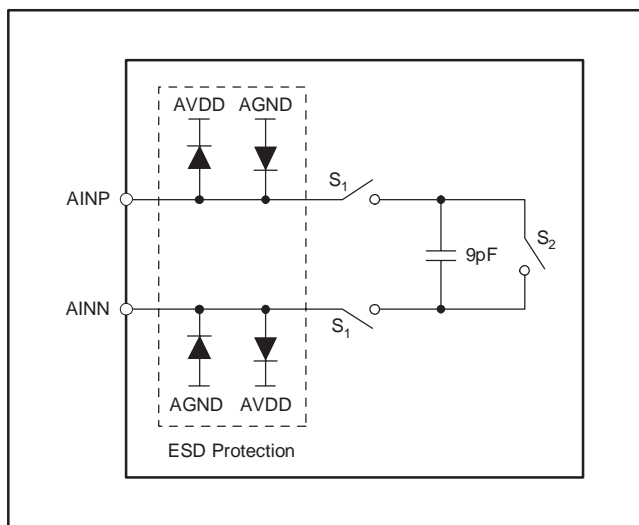 AVDD AGND
S1
AINP
S2
9pF
AINN
S1
AGND AVDD
ESD Protection